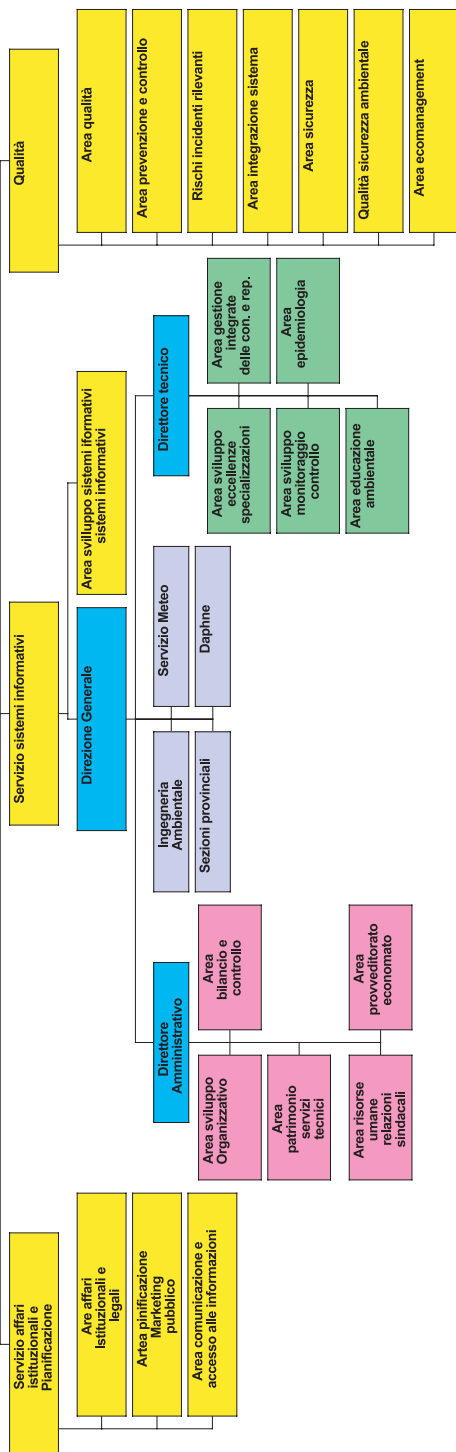 Servizio affari
istituzionali e
Pianificazione
Are affari
Istituzionali e
legali
Artea pinificazione
Marketing
pubblico
Area comunicazione e
accesso alle informazioni
Servizio sistemi informativi
Area svilluppo sistemi iformativi
sistemi informativi
Direzione Generale
Direttore
Amministrativo
Area sviluppo
Organizzativo
Area
bilancio e
controllo
Area
patrimonio
servizi
tecnici
Area risorse
umane
relazioni
sindacali
Area
provveditorato
economato
Ingegneria
Ambientale
Servizio Meteo
Sezioni provinciali
Daphne
Direttore tecnico
Area sviluppo
eccellenze
specializzazioni
Area gestione
integrate
delle con. e rep.
Area sviluppo
monitoraggio
controllo
Area
epidemiologia
Area educazione
ambientale
Qualità
Area qualità
Area prevenzione e controllo
Rischi incidenti rilevanti
Area integrazione sistema
Area sicurezza
Qualità sicurezza ambientale
Area ecomanagement